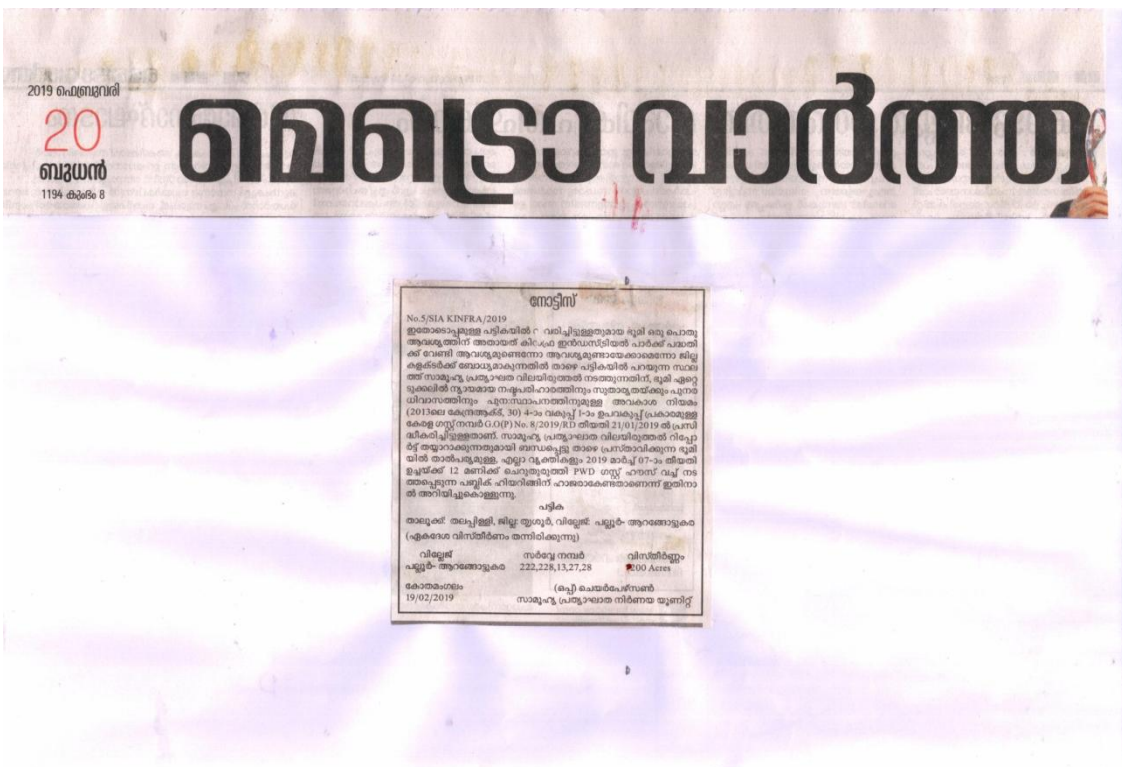 2019 ഫെബ്രുവരി
20
ബുധൻ
1194 കുംഭം 8
മെട്രൊ വാർത്ത
നോട്ടീസ്
No.5/SIA KINFRA/2019
ഇതോടൊപ്പമുള്ള പട്ടികയിൽ വരിച്ചിട്ടുള്ളതുമായ ഭൂമി ഒരു പൊതു
ആവശ്യത്തിന് അതായത് കിൻഫ്ര ഇൻഡസ്ട്രിയൽ പാർക്ക് പദ്ധതി
ക്ക് വേണ്ടി ആവശ്യമുണ്ടെന്നോ ആവശ്യമുണ്ടായേക്കാമെന്നോ ജില്ല
കളക്ടർക്ക് ബോധ്യമാകുന്നതിൽ താഴെ പട്ടികയിൽ പറയുന്ന സ്ഥല
ത്ത് സാമൂഹ്യ പ്രത്യാഘത വിലയിരുത്തൽ നടത്തുന്നതിന്, ഭൂമി ഏറ്റെ
ടുക്കലിൽ ന്യായമായ നഷ്ടപരിഹാരത്തിനും സുതാര്യതയ്ക്കും പുനര
ധിവാസത്തിനും പുന:സ്ഥാപനത്തിനുമുള്ള അവകാശ നിയമം
(2013ലെ കേന്ദ്രആക്ട്, 30) 4-ാം വകുപ്പ് 1-ാം ഉപവകുപ്പ് പ്രകാരമുള്ള
കേരള ഗസ്റ്റ് നമ്പർ G.O(P) No. 8/2019/RD തീയതി 21/01/2019 ൽ പ്രസി
ദ്ധീകരിച്ചിട്ടുള്ളതാണ്. സാമൂഹ്യ പ്രത്യാഘാത വിലയിരുത്തൽ റിപ്പോ
ർട്ട് തയ്യാറാക്കുന്നതുമായി ബന്ധപ്പെട്ടു താഴെ പ്രസ്താവിക്കുന്ന ഭൂമി
യിൽ താൽപര്യമുള്ള, എല്ലാ വ്യക്തികളും 2019 മാർച്ച് 07-ാം തീയതി
ഉച്ചയ്ക്ക് 12 മണിക്ക് ചെറുതുരുത്തി PWD ഗസ്റ്റ് ഹൗസ് വച്ച് നട
ത്തപ്പെടുന്ന പബ്ലിക് ഹിയറിങ്ങിന് ഹാജരാകേണ്ടതാണെന്ന് ഇതിനാ
ൽ അറിയിച്ചുകൊള്ളുന്നു.
പട്ടിക
താലൂക്ക്: തലപ്പിള്ളി, ജില്ല: തൃശൂർ, വില്ലേജ്: പല്ലൂർ- ആറങ്ങോട്ടുകര
(ഏകദേശ വിസ്തീർണം തന്നിരിക്കുന്നു)
വില്ലേജ് സർവ്വേ നമ്പർ വിസ്തീർണ്ണം
പല്ലൂർ- ആറങ്ങോട്ടുകര 222,228,13,27,28 200 Acres
കോതമംഗലം (ഒപ്പ്) ചെയർപേഴ്സൺ
19/02/2019 സാമൂഹ്യ പ്രത്യാഘാത നിർണയ യൂണിറ്റ്